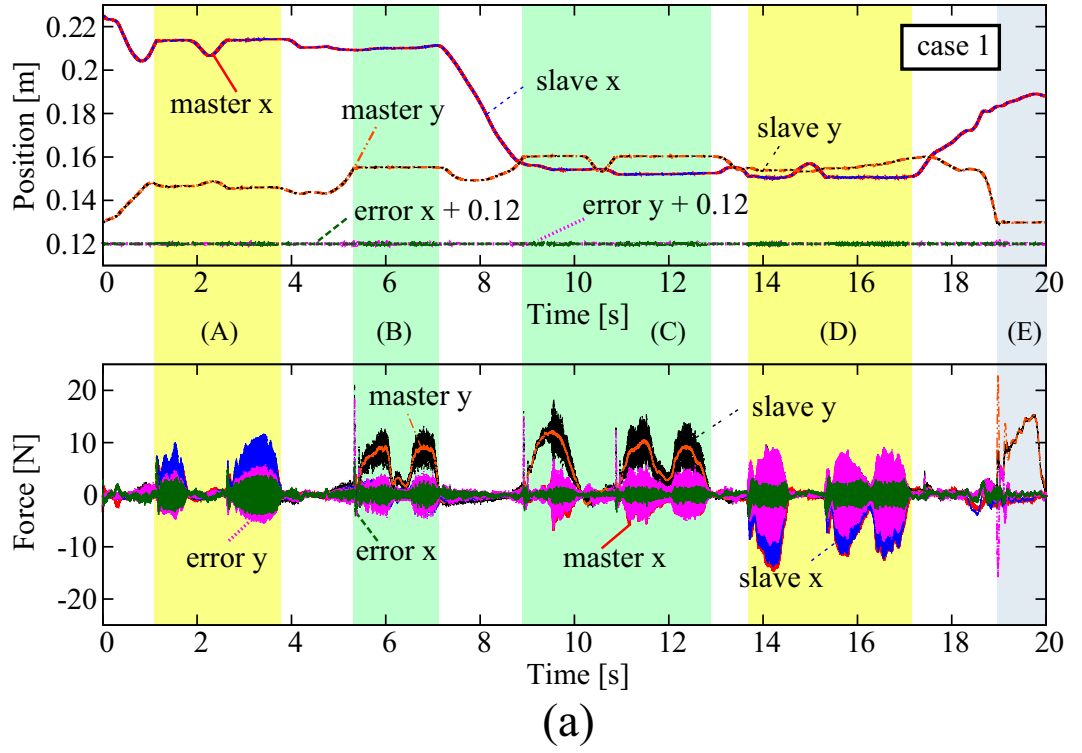 case 1
Position [m]
0.22
0.2
0.18
0.16
0.14
0.12
master x
master y
slave x
slave y
error x + 0.12
error y + 0.12
0 2 4 6 8 10 12 14 16 18 20
Time [s]
(A) (B) (C) (D) (E)
Force [N]
20
10
0
-10
-20
master y
slave y
error y
error x
master x
slave x
0 2 4 6 8 10 12 14 16 18 20
Time [s]
(a)